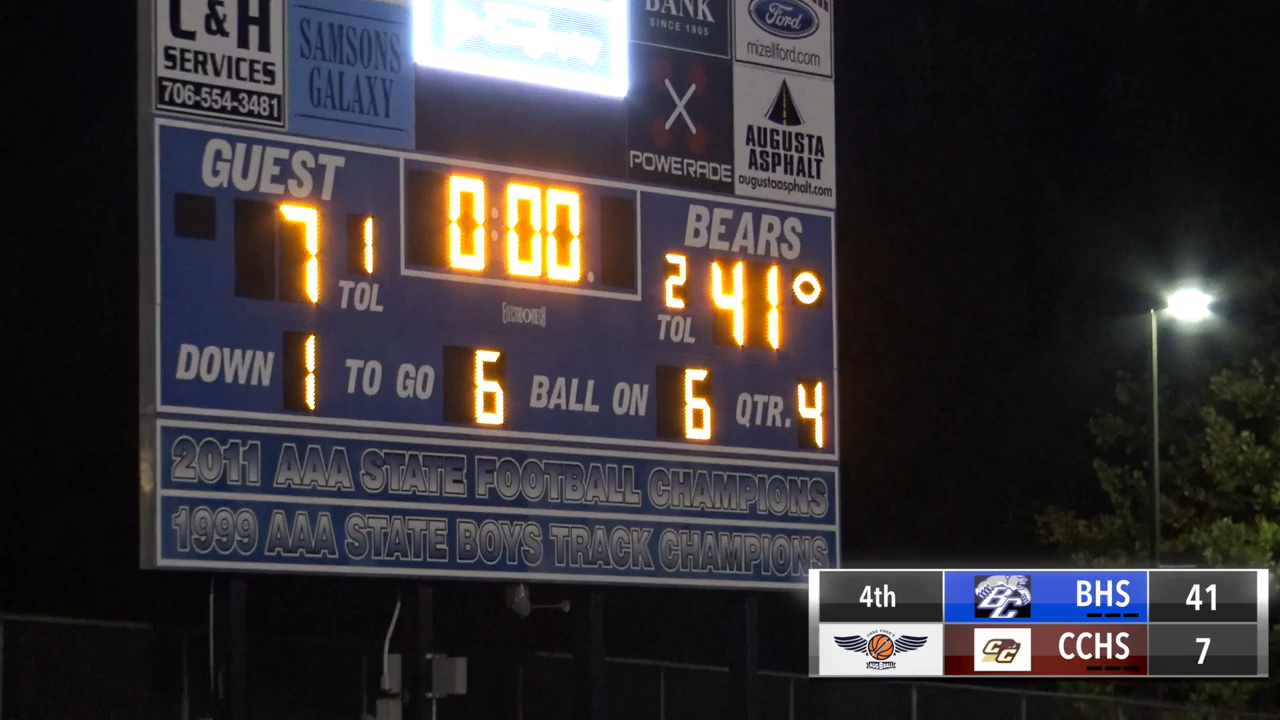 C&H
SERVICES
706-554-3481
SAMSONS
GALAXY
BANK
SINCE 1905
Ford
mizellford.com
POWERADE
AUGUSTA
ASPHALT
augustaasphalt.com
GUEST
7 1
TOL
0:00
BEARS
2 41
TOL
DOWN 1 TO GO 6 BALL ON 6 QTR. 4
2011 AAA STATE FOOTBALL CHAMPIONS
1999 AAA STATE BOYS TRACK CHAMPIONS
4th BC BHS 41
CC CCHS 7